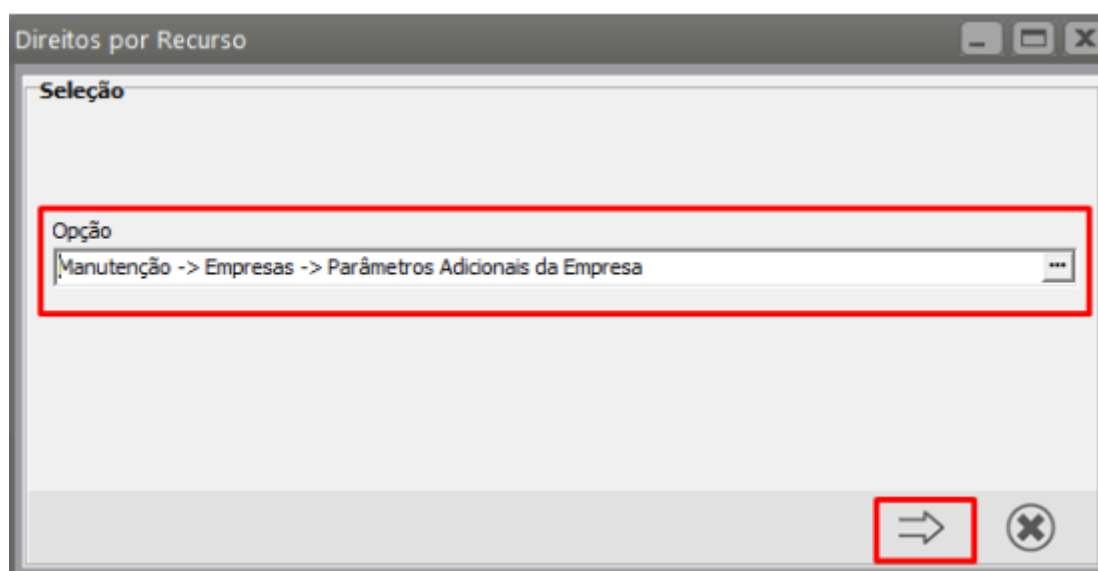 Direitos por Recurso
Seleção
Opção
Manutenção -> Empresas -> Parâmetros Adicionais da Empresa
...